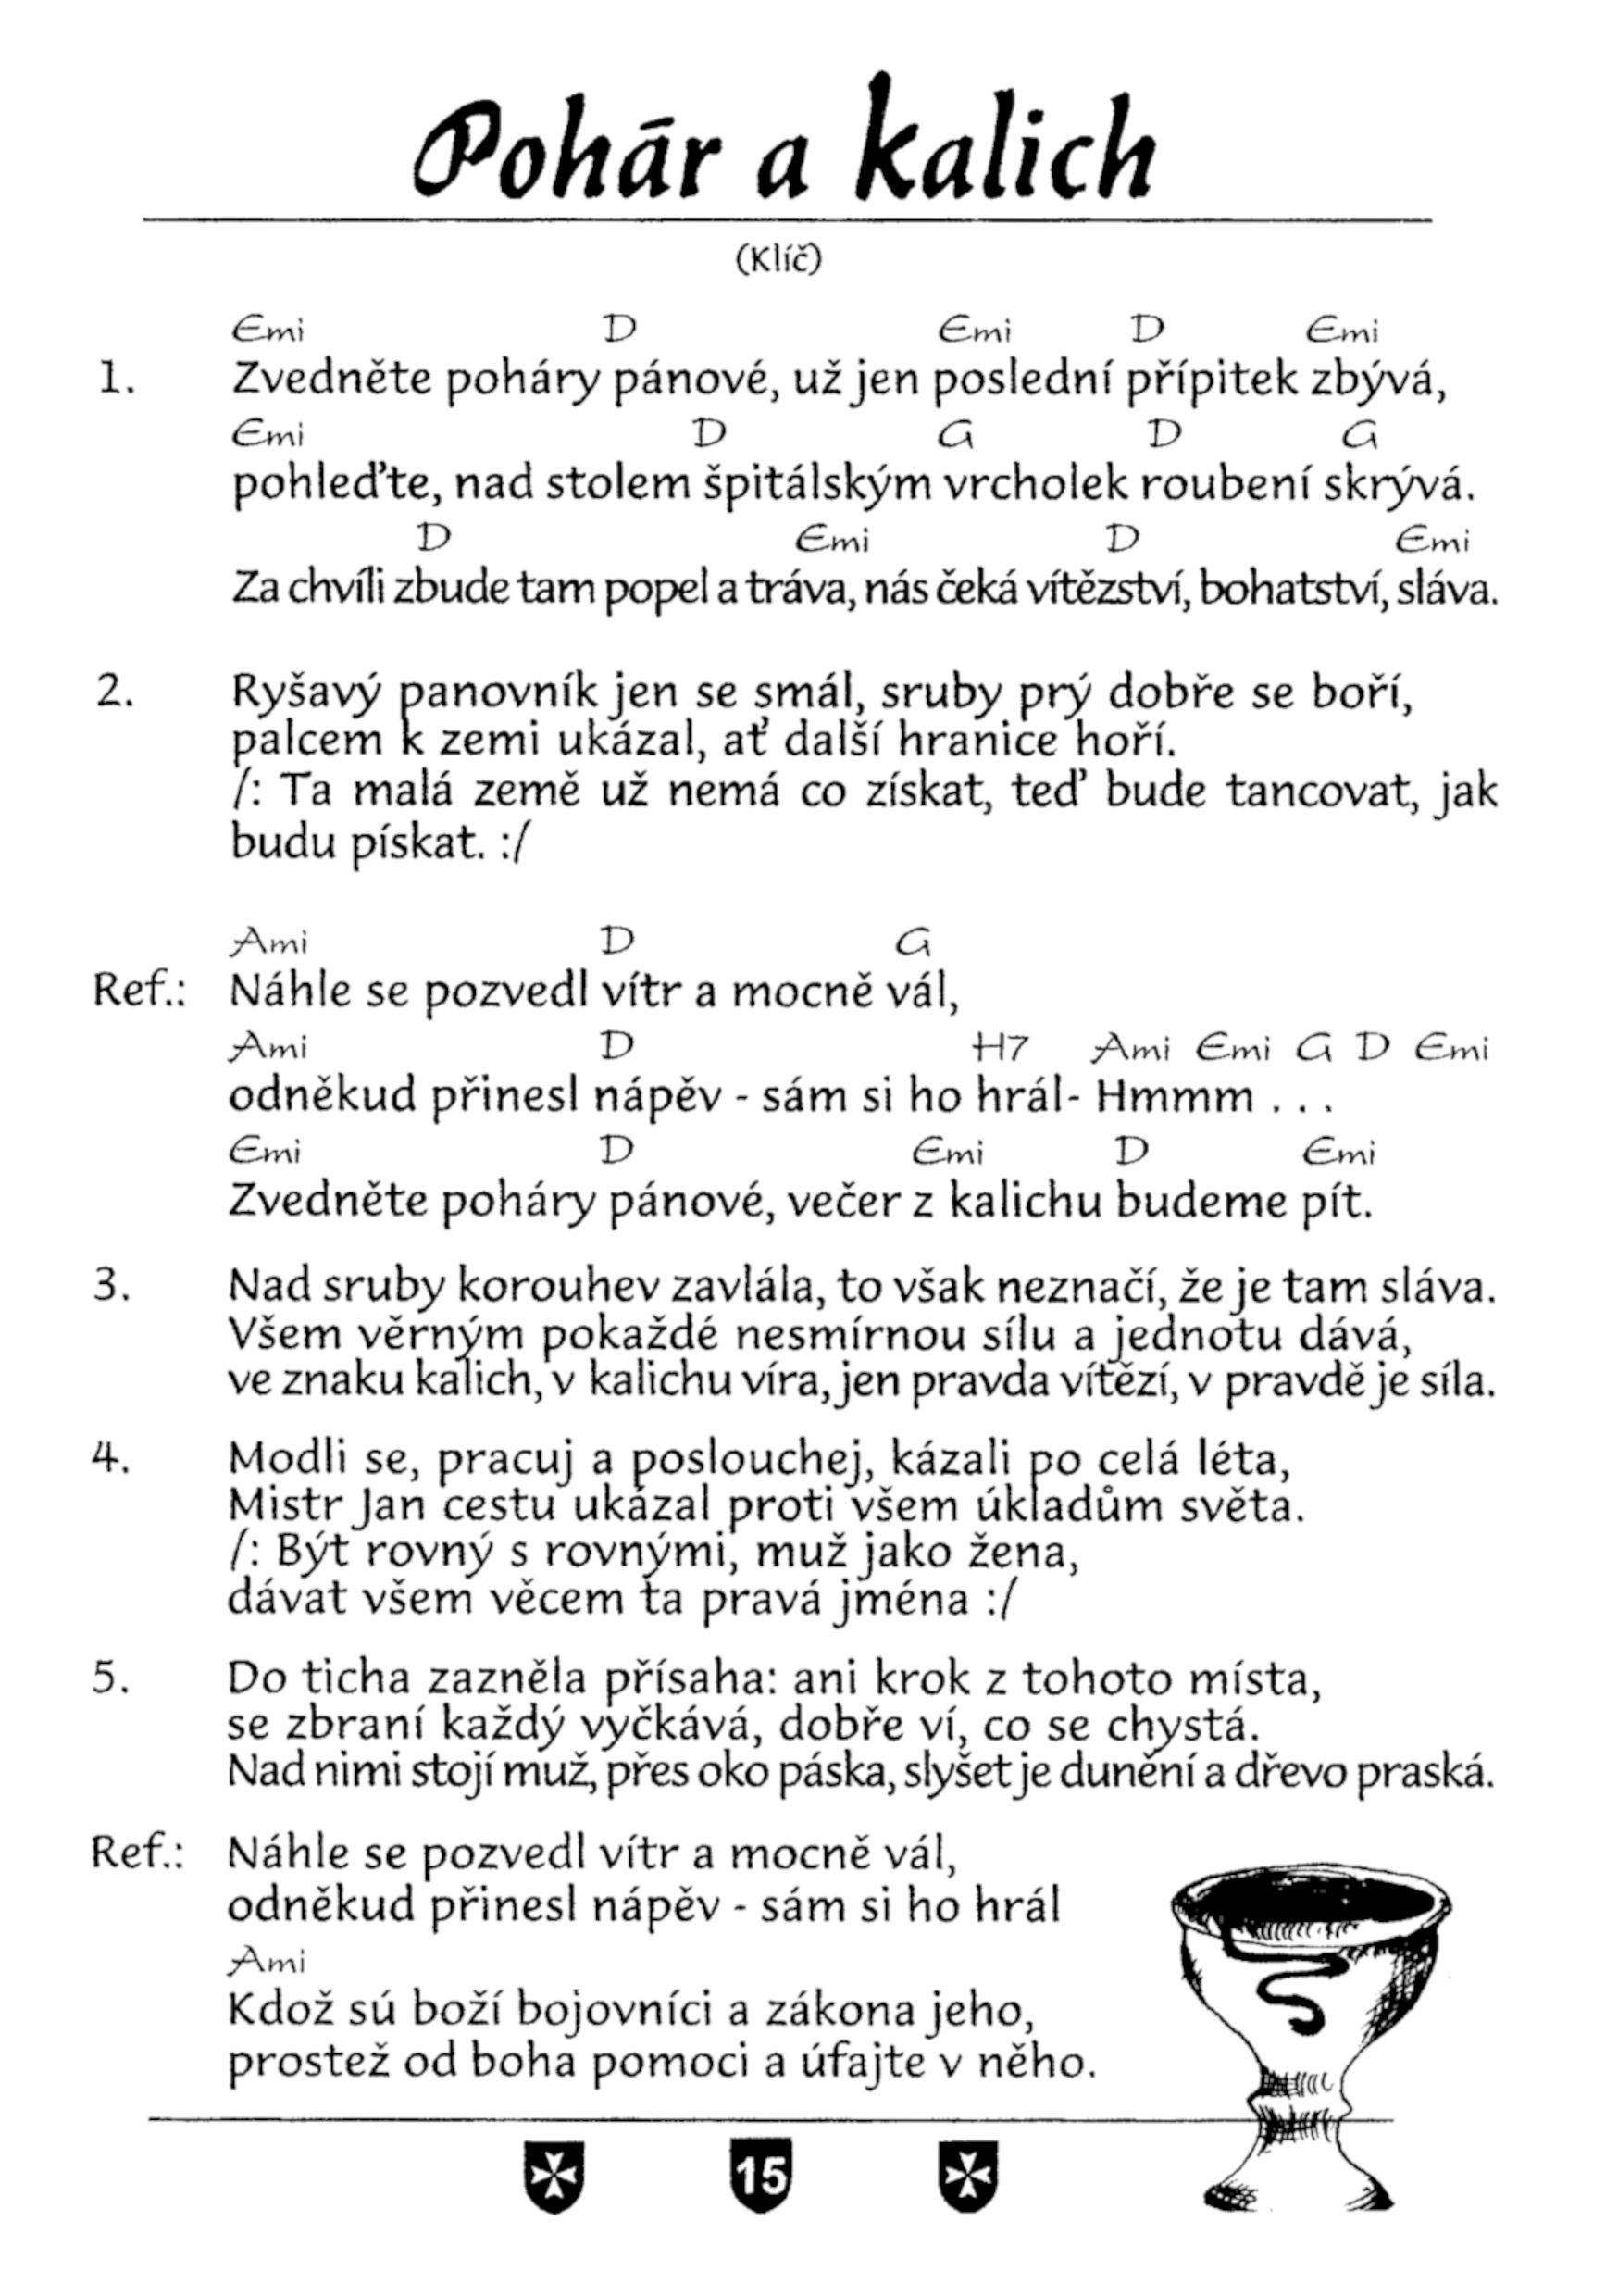 Pohár a kalich
(Klíč)
Emi D Emi D Emi
1. Zvedněte poháry pánové, už jen poslední přípitek zbývá,
Emi D G D G
pohleďte, nad stolem špitálským vrcholek roubení skrývá.
D Emi D Emi
Za chvíli zbude tam popel a tráva, nás čeká vítězství, bohatství, sláva.
2. Ryšavý panovník jen se smál, sruby prý dobře se boří,
palcem k zemi ukázal, ať další hranice hoří.
/: Ta malá země už nemá co získat, teď bude tancovat, jak
budu pískat. :/
Ami D G
Ref.: Náhle se pozvedl vítr a mocně vál,
Ami D H7 Ami Emi G D Emi
odněkud přinesl nápěv - sám si ho hrál- Hmmm . . .
Emi D Emi D Emi
Zvedněte poháry pánové, večer z kalichu budeme pít.
3. Nad sruby korouhev zavlála, to však neznačí, že je tam sláva.
Všem věrným pokaždé nesmírnou sílu a jednotu dává,
ve znaku kalich, v kalichu víra, jen pravda vítězí, v pravdě je síla.
4. Modli se, pracuj a poslouchej, kázali po celá léta,
Mistr Jan cestu ukázal proti všem úkladům světa.
/: Být rovný s rovnými, muž jako žena,
dávat všem věcem ta pravá jména :/
5. Do ticha zazněla přísaha: ani krok z tohoto místa,
se zbraní každý vyčkává, dobře ví, co se chystá.
Nad nimi stojí muž, přes oko páska, slyšet je dunění a dřevo praská.
Ref.: Náhle se pozvedl vítr a mocně vál,
odněkud přinesl nápěv - sám si ho hrál
Ami
Kdož sú boží bojovníci a zákona jeho,
prostež od boha pomoci a úfajte v něho.
15